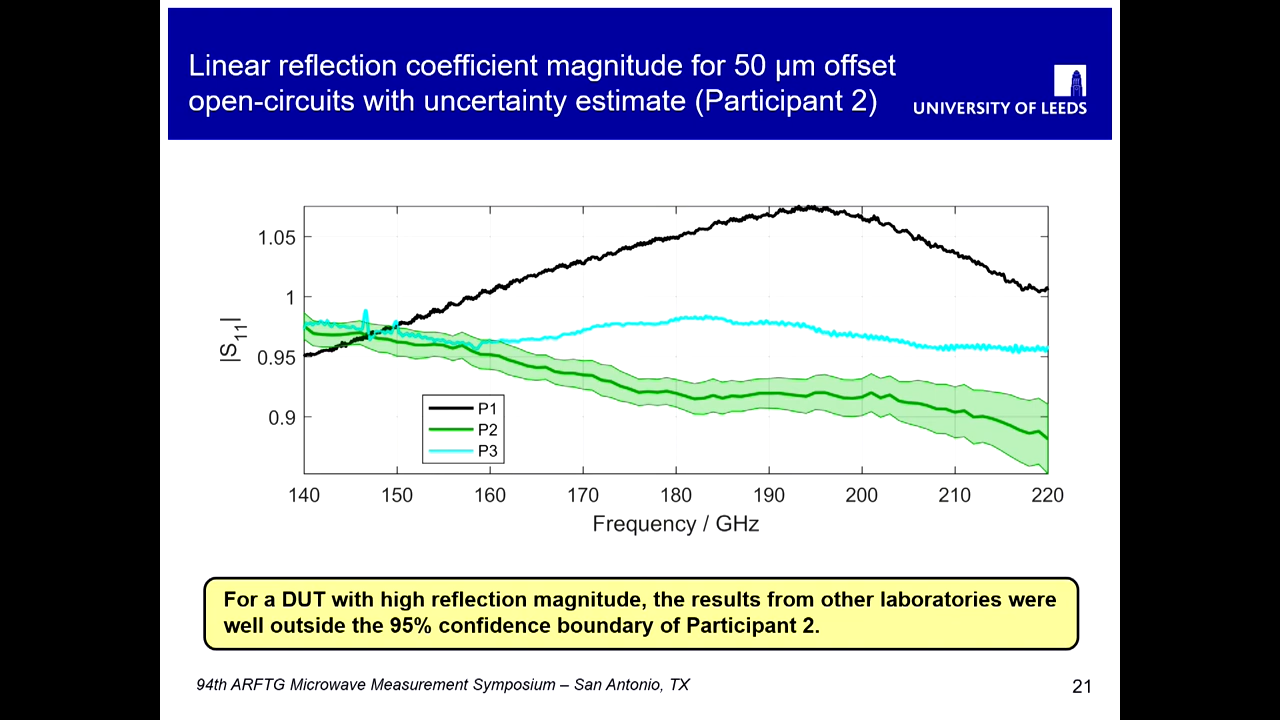 Linear reflection coefficient magnitude for 50 µm offset
open-circuits with uncertainty estimate (Participant 2)
UNIVERSITY OF LEEDS
1.05
1
0.95
0.9
|S11|
P1
P2
P3
140 150 160 170 180 190 200 210 220
Frequency / GHz
For a DUT with high reflection magnitude, the results from other laboratories were
well outside the 95% confidence boundary of Participant 2.
94th ARFTG Microwave Measurement Symposium – San Antonio, TX
21